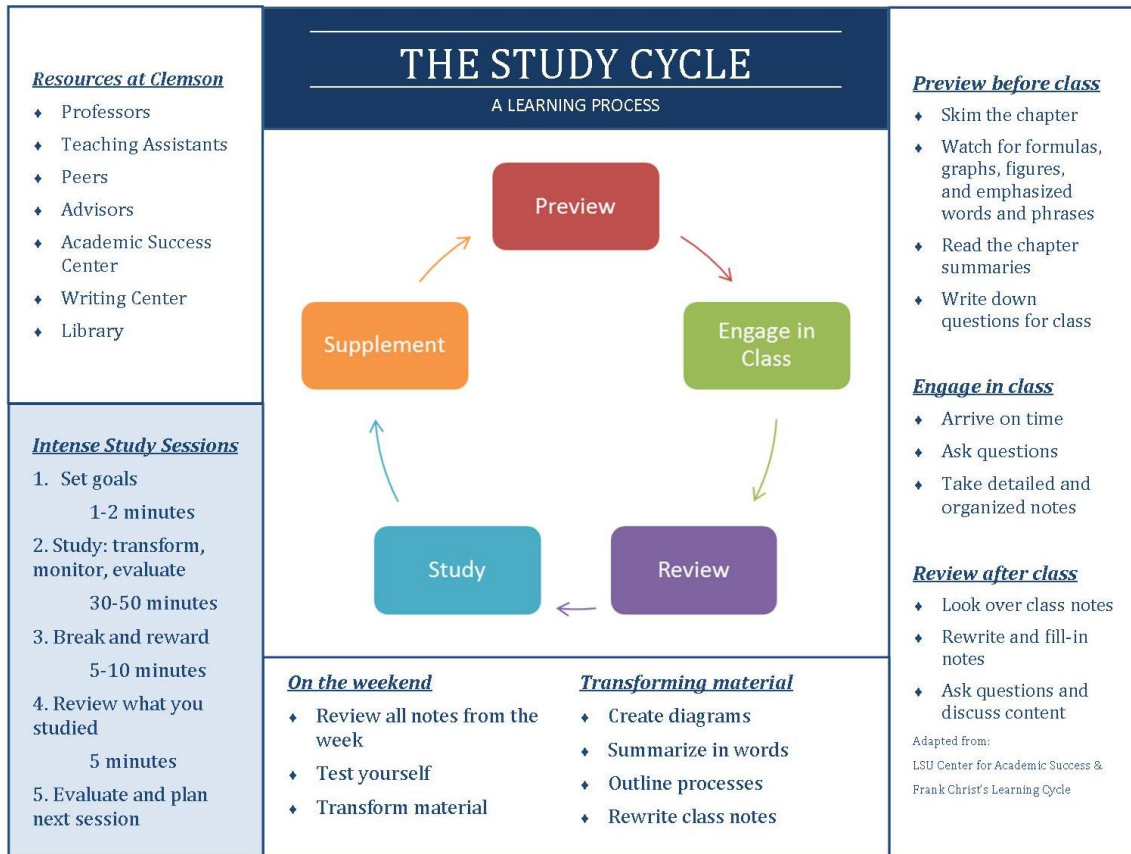 THE STUDY CYCLE
A LEARNING PROCESS
Resources at Clemson
♦ Professors
♦ Teaching Assistants
♦ Peers
♦ Advisors
♦ Academic Success
Center
♦ Writing Center
♦ Library
Intense Study Sessions
1. Set goals
1-2 minutes
2. Study: transform,
monitor, evaluate
30-50 minutes
3. Break and reward
5-10 minutes
4. Review what you
studied
5 minutes
5. Evaluate and plan
next session
Preview
Engage in
Class
Review
Study
Supplement
On the weekend
♦ Review all notes from the
week
♦ Test yourself
♦ Transform material
Transforming material
♦ Create diagrams
♦ Summarize in words
♦ Outline processes
♦ Rewrite class notes
Preview before class
♦ Skim the chapter
♦ Watch for formulas,
graphs, figures,
and emphasized
words and phrases
♦ Read the chapter
summaries
♦ Write down
questions for class
Engage in class
♦ Arrive on time
♦ Ask questions
♦ Take detailed and
organized notes
Review after class
♦ Look over class notes
♦ Rewrite and fill-in
notes
♦ Ask questions and
discuss content
Adapted from:
LSU Center for Academic Success &
Frank Christ's Learning Cycle